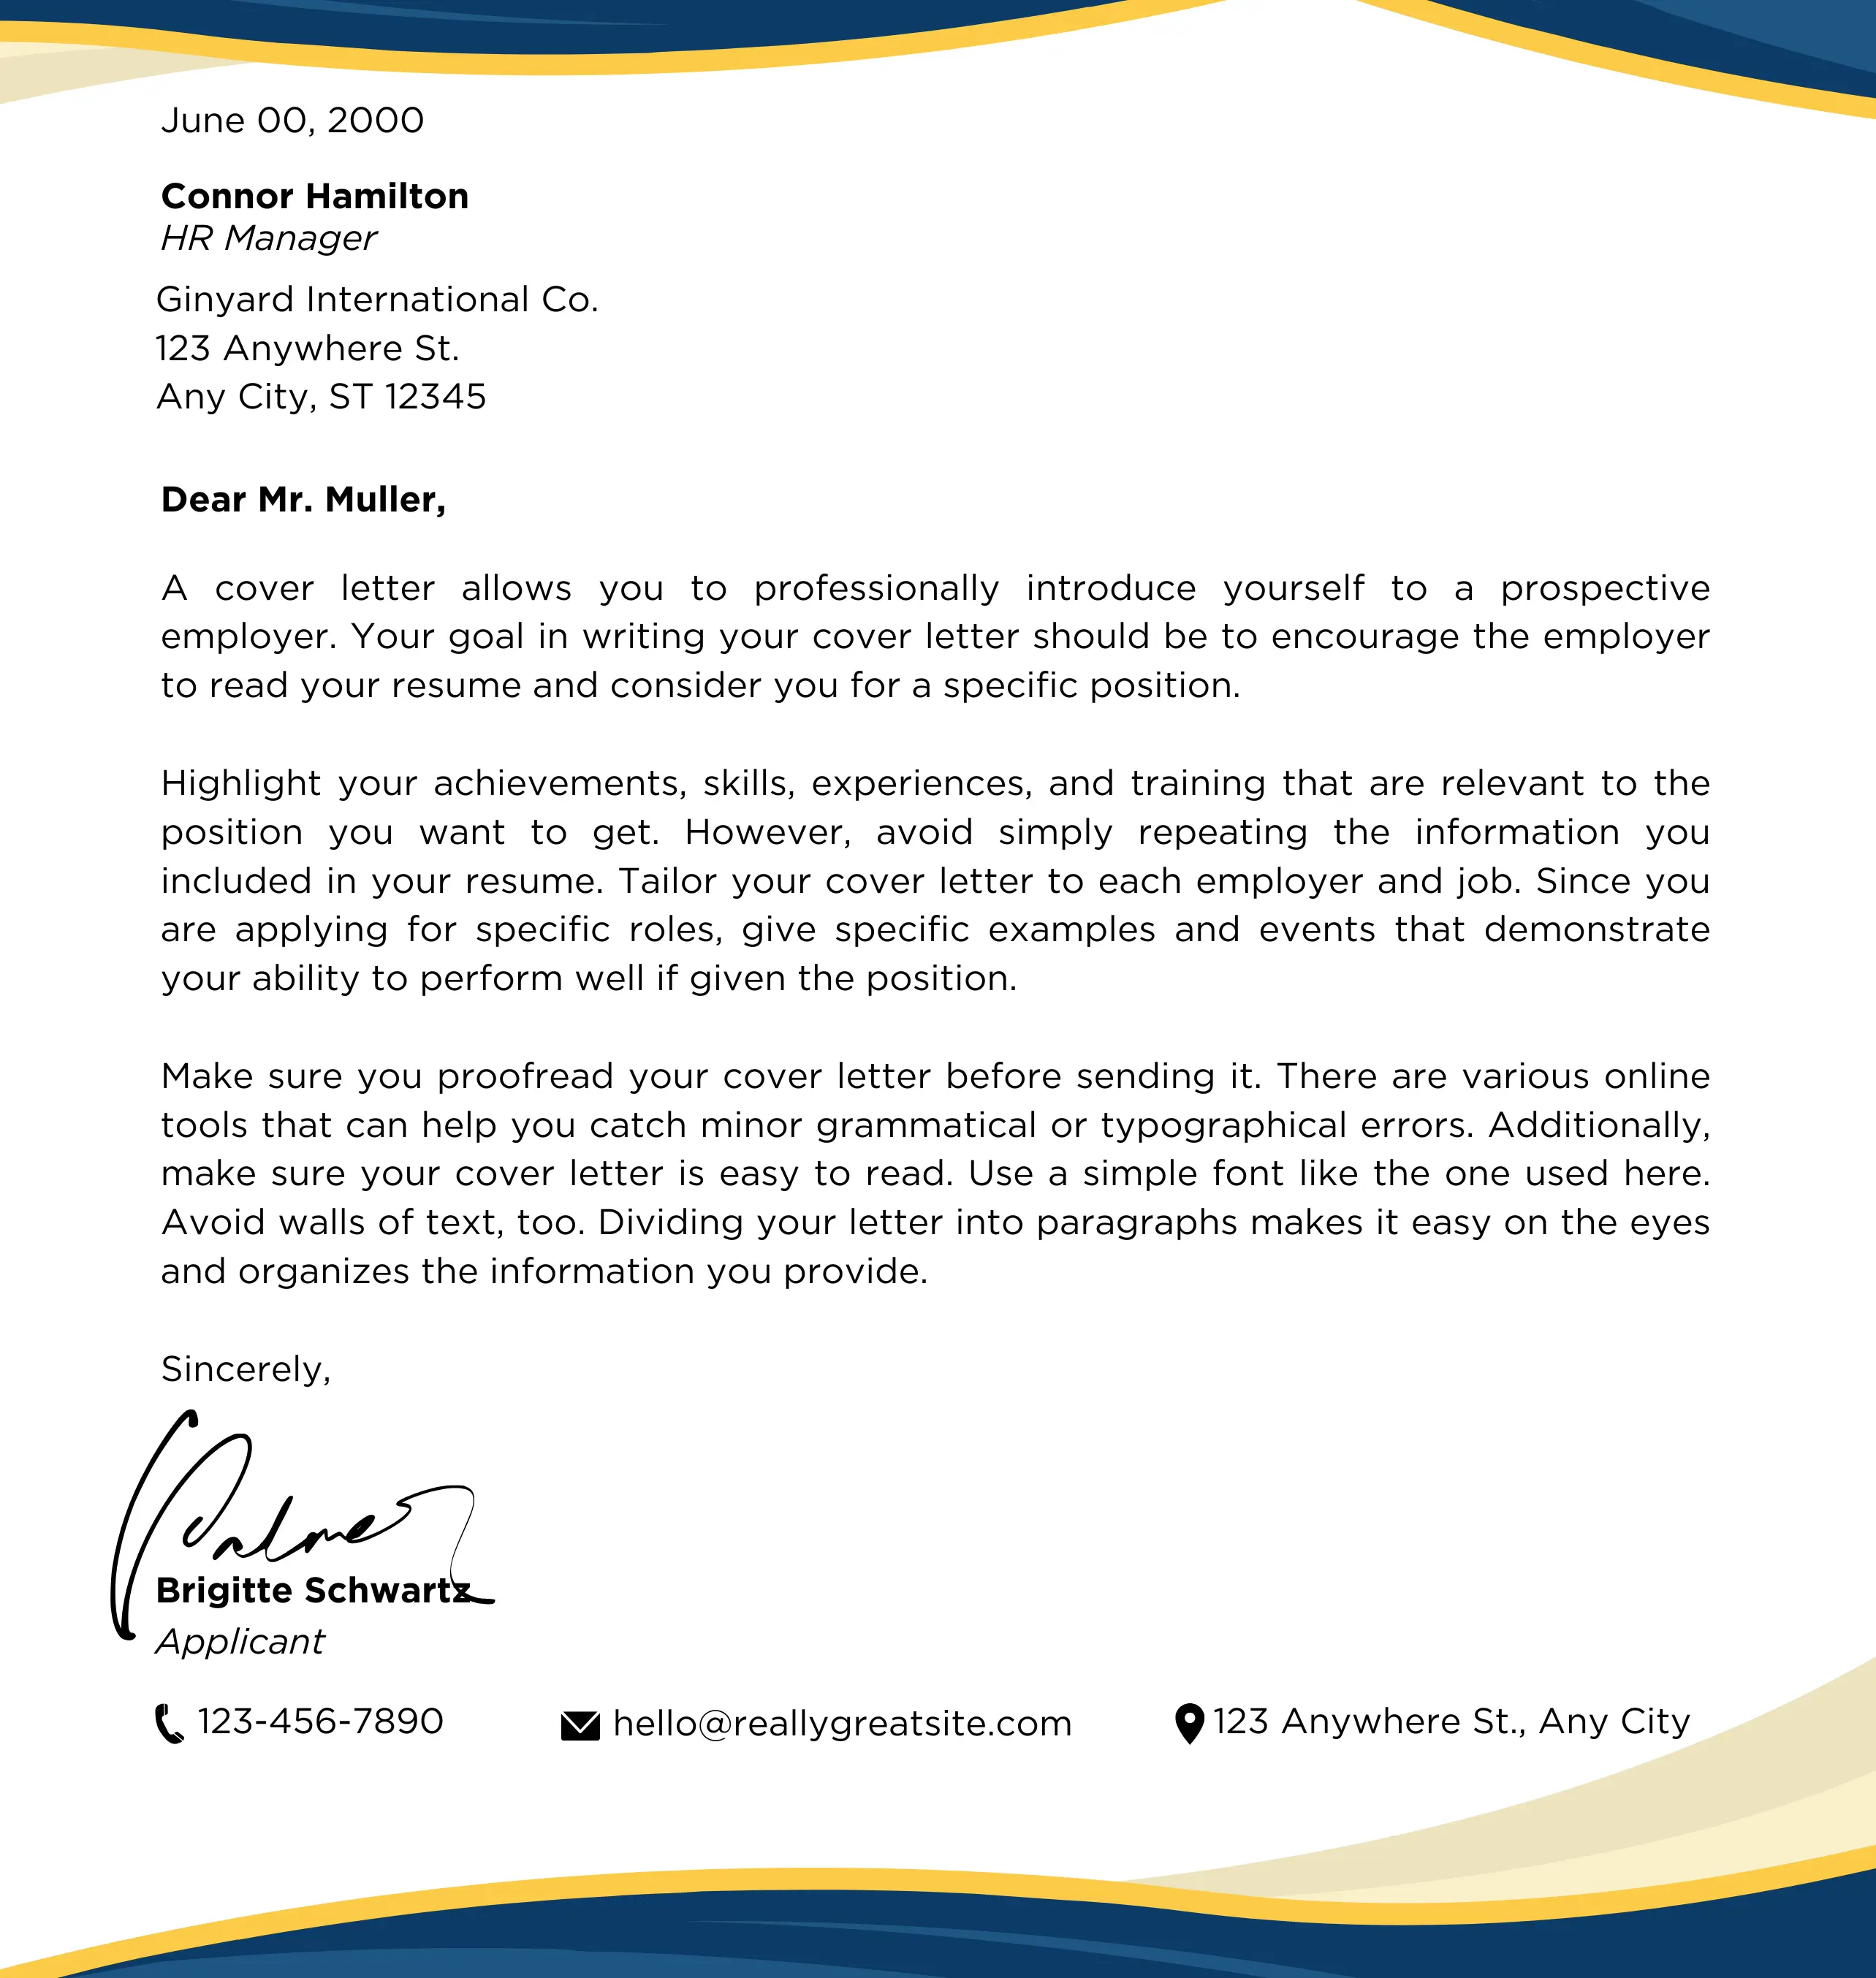 June 00, 2000
Connor Hamilton
HR Manager
Ginyard International Co.
123 Anywhere St.
Any City, ST 12345
Dear Mr. Muller,
A cover letter allows you to professionally introduce yourself to a prospective
employer. Your goal in writing your cover letter should be to encourage the employer
to read your resume and consider you for a specific position.
Highlight your achievements, skills, experiences, and training that are relevant to the
position you want to get. However, avoid simply repeating the information you
included in your resume. Tailor your cover letter to each employer and job. Since you
are applying for specific roles, give specific examples and events that demonstrate
your ability to perform well if given the position.
Make sure you proofread your cover letter before sending it. There are various online
tools that can help you catch minor grammatical or typographical errors. Additionally,
make sure your cover letter is easy to read. Use a simple font like the one used here.
Avoid walls of text, too. Dividing your letter into paragraphs makes it easy on the eyes
and organizes the information you provide.
Sincerely,
Brigitte Schwartz
Applicant
123-456-7890
hello@reallygreatsite.com
123 Anywhere St., Any City